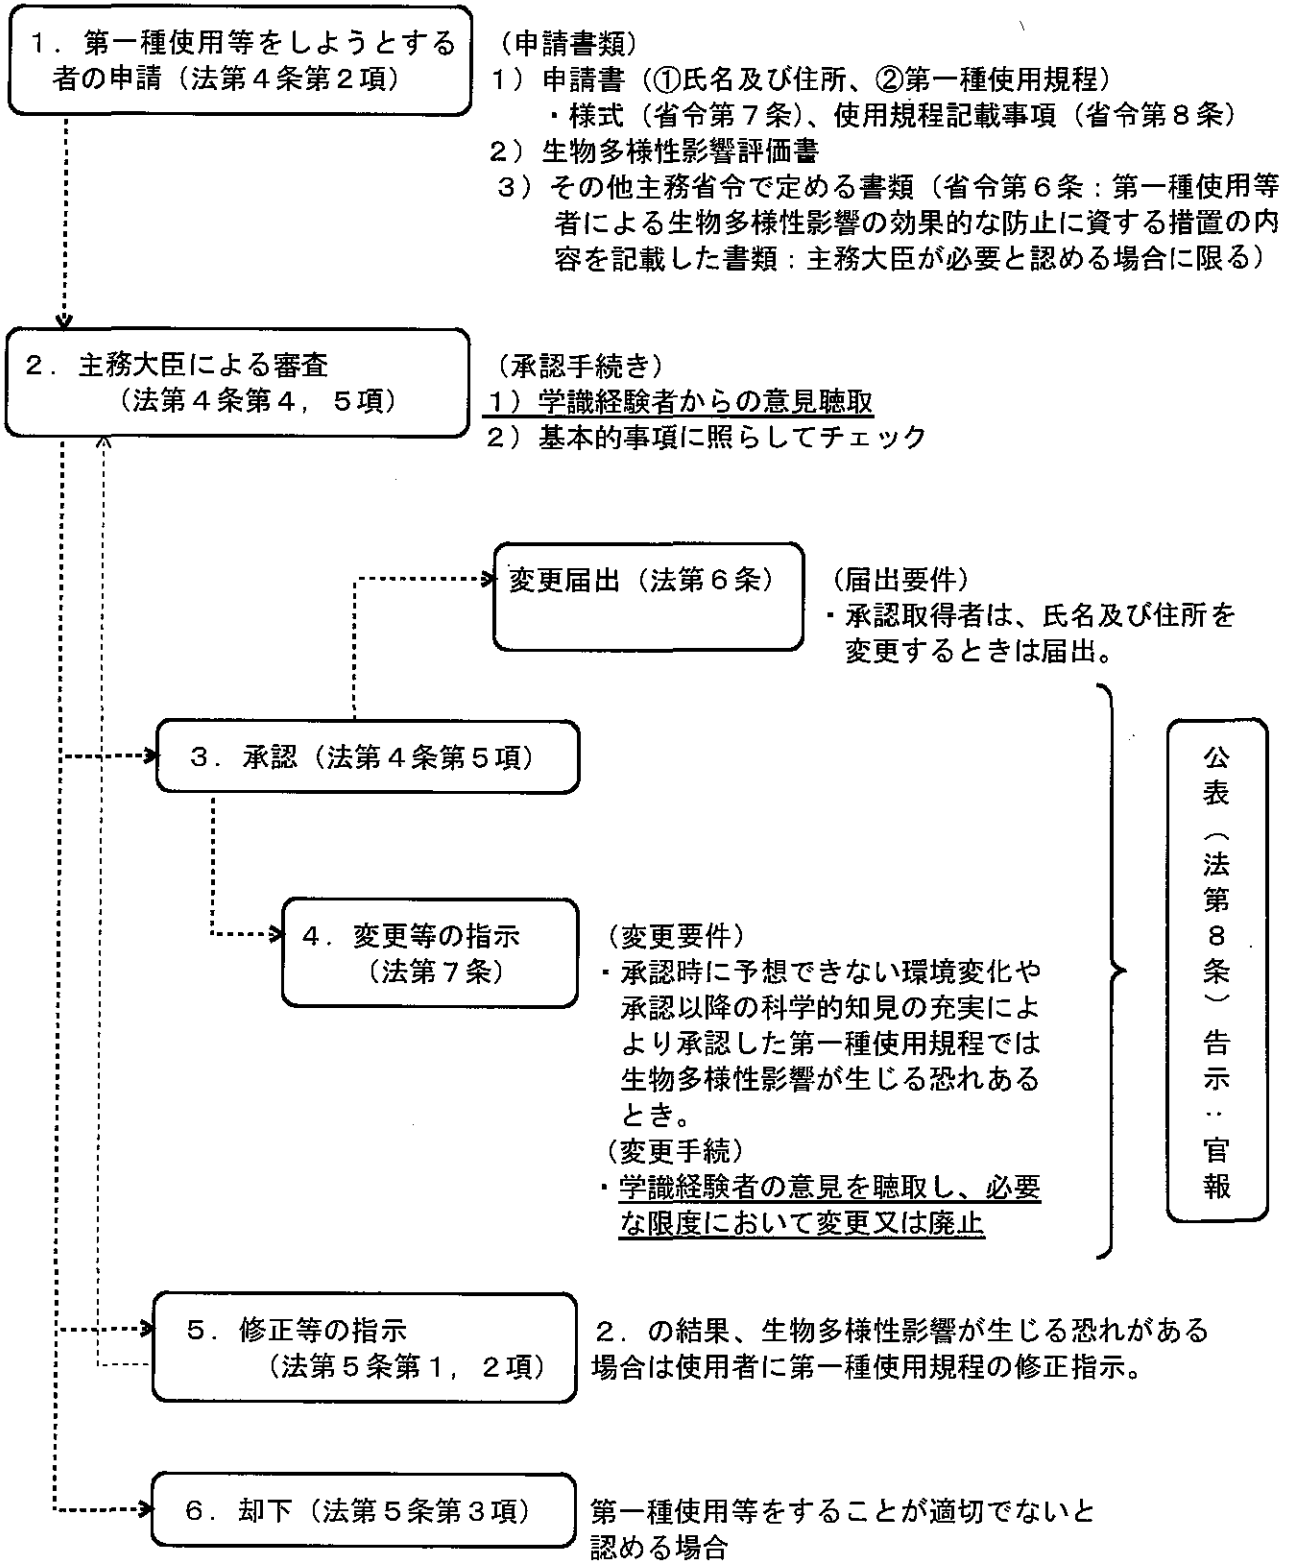 1．第一種使用等をしようとする
者の申請（法第4条第2項）
（申請書類）
1）申請書（①氏名及び住所、②第一種使用規程）
・様式（省令第7条）、使用規程記載事項（省令第8条）
2）生物多様性影響評価書
3）その他主務省令で定める書類（省令第6条：第一種使用等
者による生物多様性影響の効果的な防止に資する措置の内
容を記載した書類：主務大臣が必要と認める場合に限る）
2．主務大臣による審査
（法第4条第4，5項）
（承認手続き）
1）学識経験者からの意見聴取
2）基本的事項に照らしてチェック
変更届出（法第6条）
（届出要件）
・承認取得者は、氏名及び住所を
変更するときは届出。
3．承認（法第4条第5項）
4．変更等の指示
（法第7条）
（変更要件）
・承認時に予想できない環境変化や
承認以降の科学的知見の充実によ
より承認した第一種使用規程では
生物多様性影響が生じる恐れある
とき。
（変更手続）
・学識経験者の意見を聴取し、必要
な限度において変更又は廃止
公表（法第8条）告示：官報
5．修正等の指示
（法第5条第1，2項）
2．の結果、生物多様性影響が生じる恐れがある
場合は使用者に第一種使用規程の修正指示。
6．却下（法第5条第3項）
第一種使用等をすることが適切でないと
認める場合